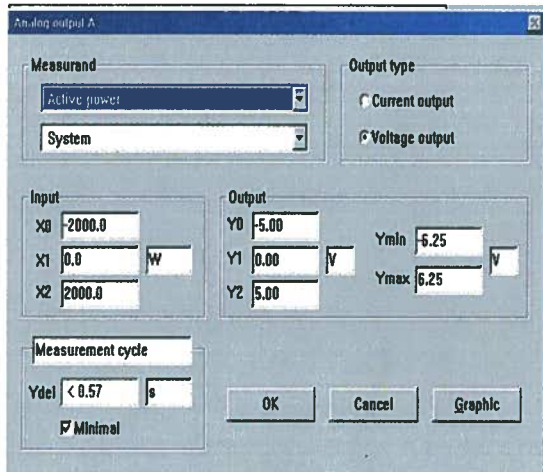 Analog output A
Measurand
Active power
System
Output type
Current output
Voltage output
Input
X0 -2000.0
X1 0.0 W
X2 2000.0
Output
Y0 -5.00
Y1 0.00 V
Y2 5.00
Ymin -6.25
Ymax 6.25 V
Measurement cycle
Ydel < 0.57 s
Minimal
OK Cancel Graphic